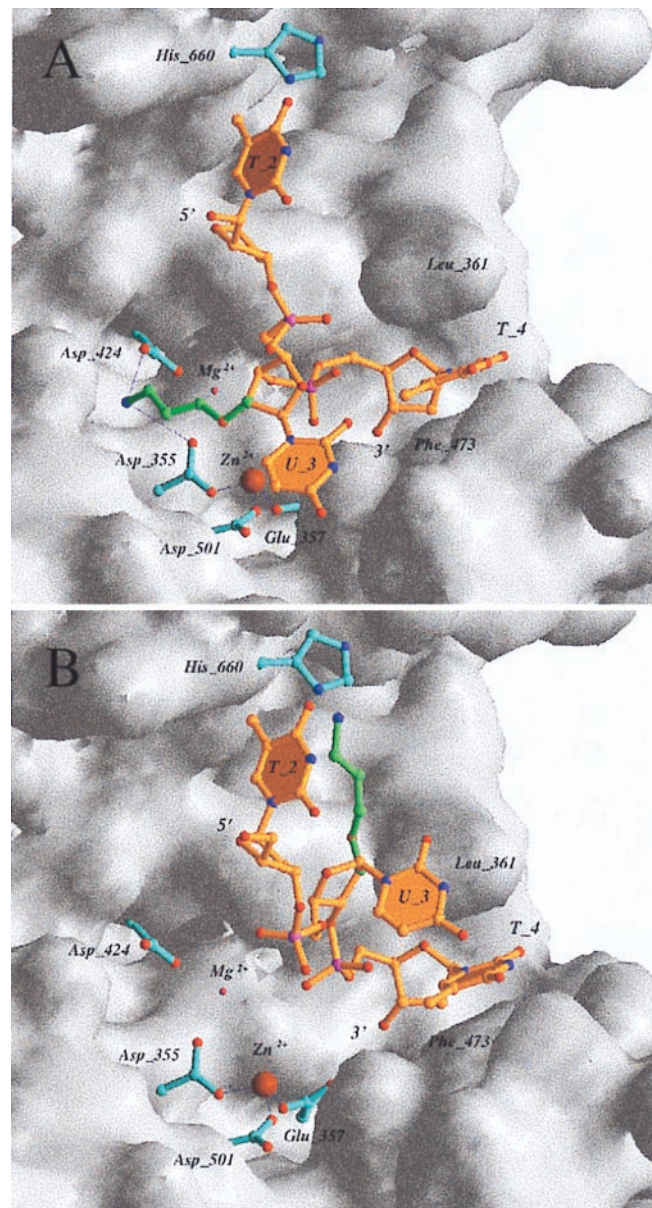 A
His_660
T_2
5'
Leu_361
T_4
Asp_424
Mg2+
3'
Phe_473
Asp_355
Zn2+
U_3
Asp_501
Glu_357
B
His_660
T_2
5'
Leu_361
U_3
T_4
Asp_424
Mg2+
3'
Phe_473
Asp_355
Zn2+
Glu_357
Asp_501